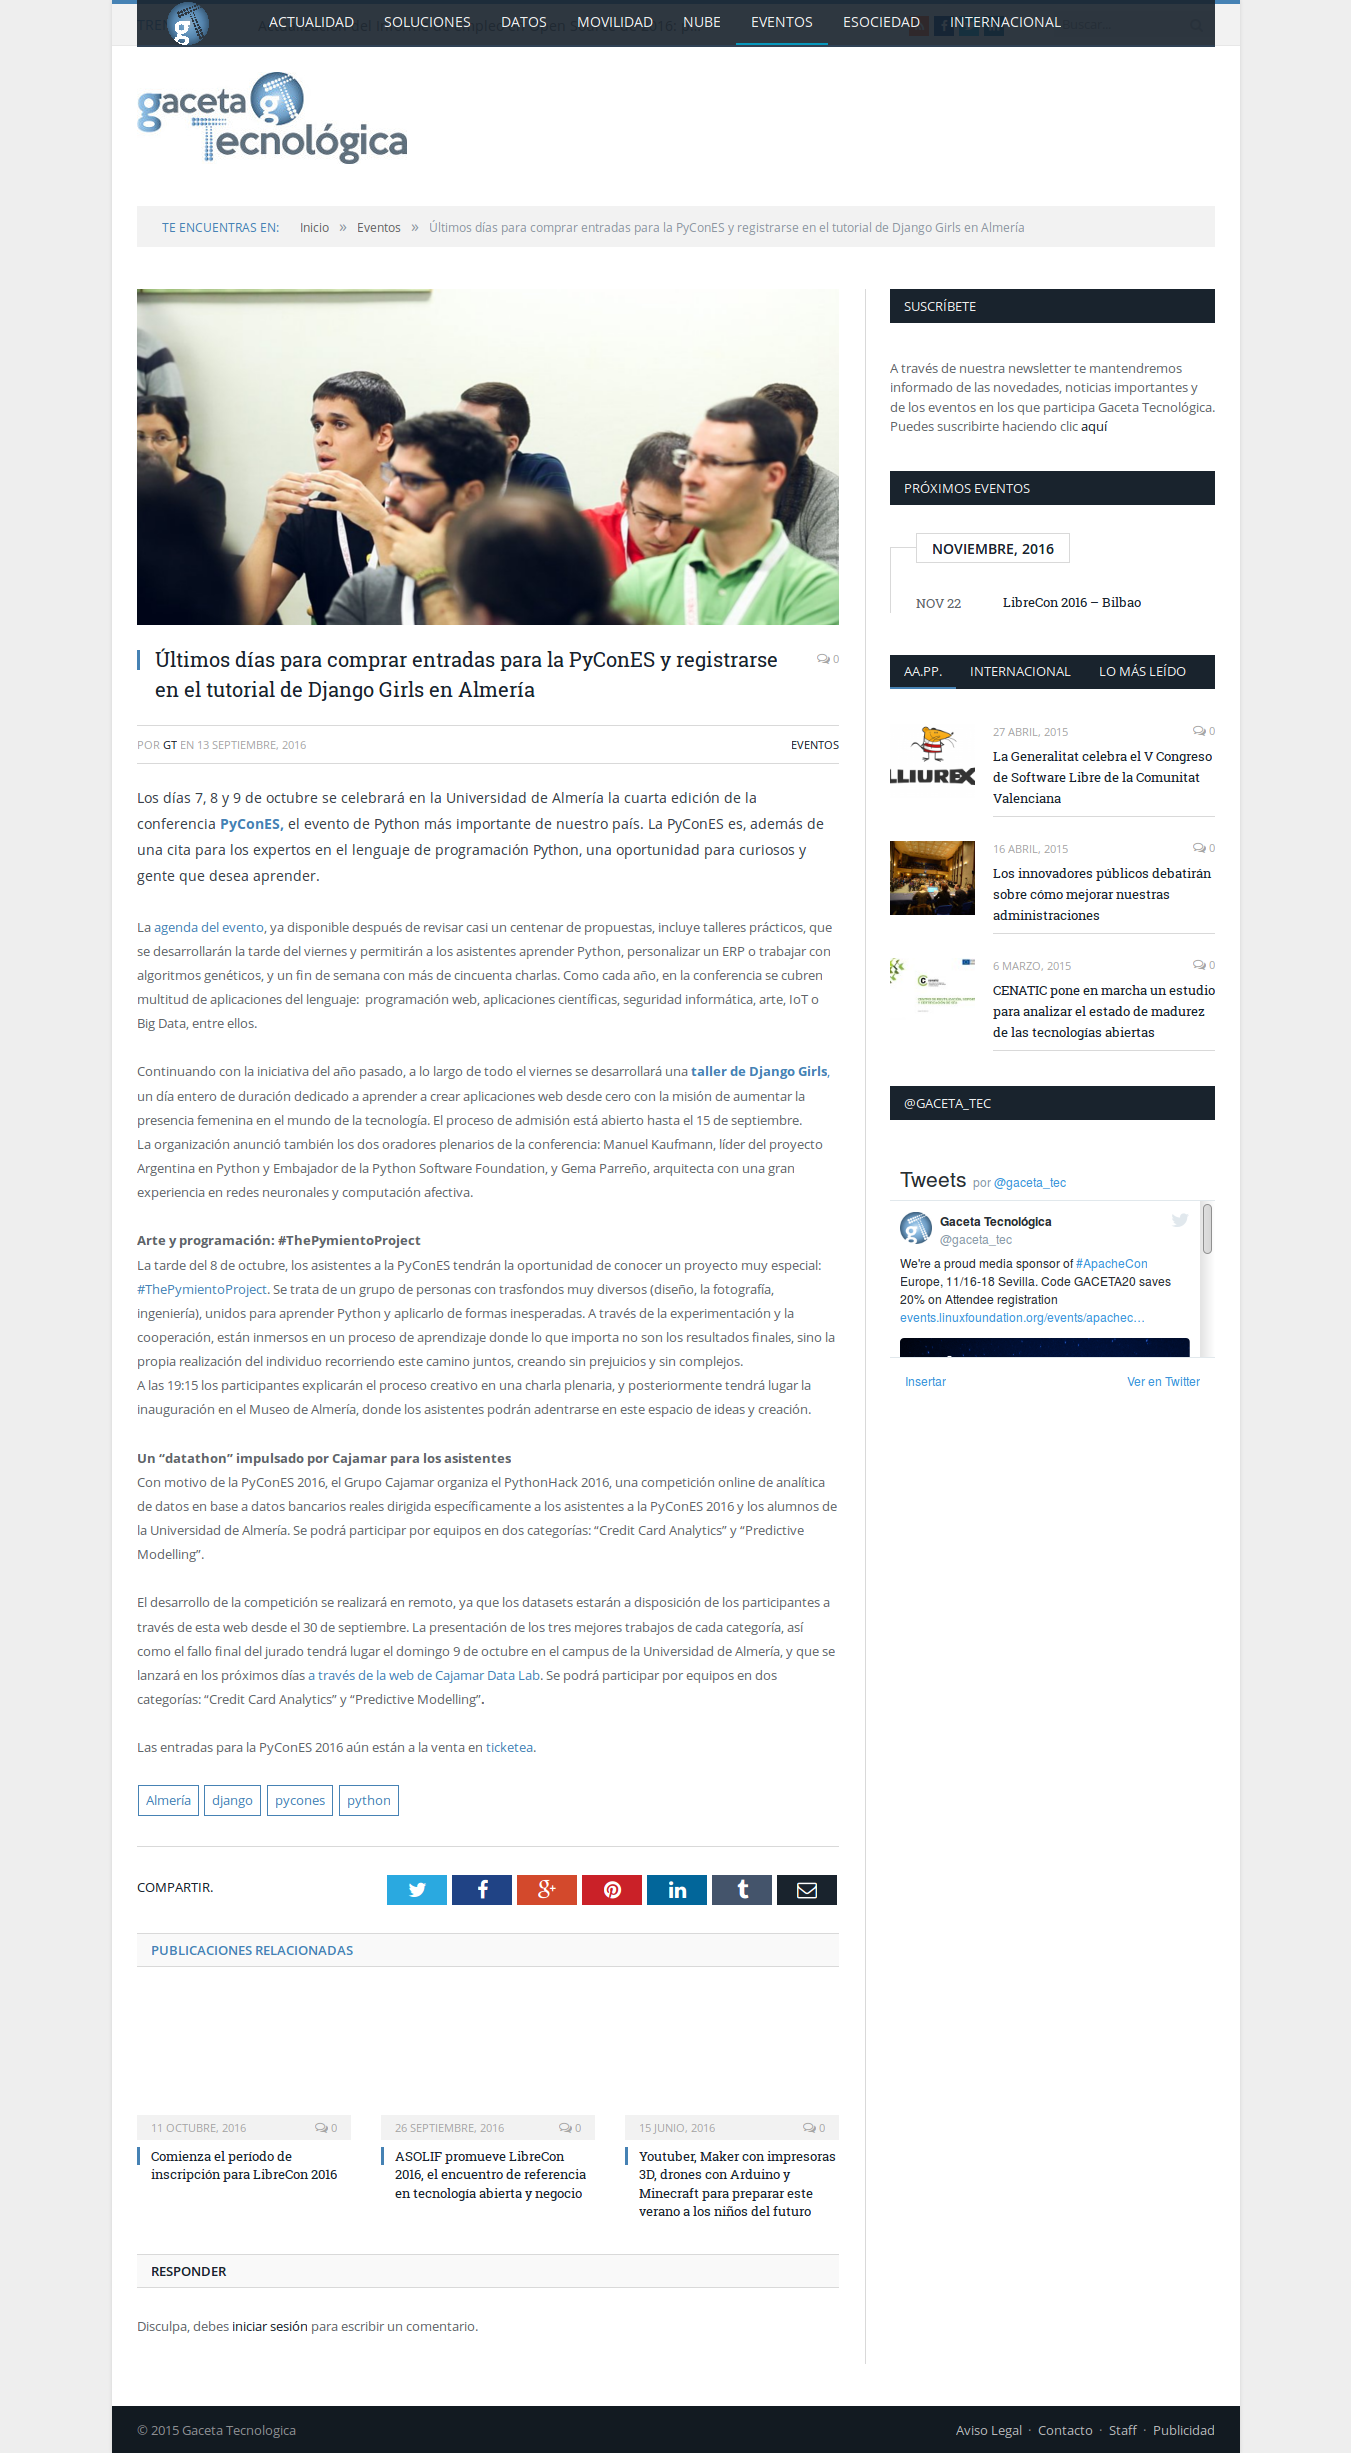 ACTUALIDAD SOLUCIONES DATOS MOVILIDAD NUBE EVENTOS ESOCIEDAD INTERNACIONAL
gaceta
Tecnológica
TE ENCUENTRAS EN: Inicio » Eventos » Últimos días para comprar entradas para la PyConES y registrarse en el tutorial de Django Girls en Almería
Últimos días para comprar entradas para la PyConES y registrarse
en el tutorial de Django Girls en Almería
0
POR GT EN 13 SEPTIEMBRE, 2016
EVENTOS
Los días 7, 8 y 9 de octubre se celebrará en la Universidad de Almería la cuarta edición de la
conferencia PyConES, el evento de Python más importante de nuestro país. La PyConES es, además de
una cita para los expertos en el lenguaje de programación Python, una oportunidad para curiosos y
gente que desea aprender.
La agenda del evento, ya disponible después de revisar casi un centenar de propuestas, incluye talleres prácticos, que
se desarrollarán la tarde del viernes y permitirán a los asistentes aprender Python, personalizar un ERP o trabajar con
algoritmos genéticos, y un fin de semana con más de cincuenta charlas. Como cada año, en la conferencia se cubren
multitud de aplicaciones del lenguaje: programación web, aplicaciones científicas, seguridad informática, arte, IoT o
Big Data, entre ellos.
Continuando con la iniciativa del año pasado, a lo largo de todo el viernes se desarrollará una taller de Django Girls,
un día entero de duración dedicado a aprender a crear aplicaciones web desde cero con la misión de aumentar la
presencia femenina en el mundo de la tecnología. El proceso de admisión está abierto hasta el 15 de septiembre.
La organización anunció también los dos oradores plenarios de la conferencia: Manuel Kaufmann, líder del proyecto
Argentina en Python y Embajador de la Python Software Foundation, y Gema Parreño, arquitecta con una gran
experiencia en redes neuronales y computación afectiva.
Arte y programación: #ThePymientoProject
La tarde del 8 de octubre, los asistentes a la PyConES tendrán la oportunidad de conocer un proyecto muy especial:
#ThePymientoProject. Se trata de un grupo de personas con trasfondos muy diversos (diseño, la fotografía,
ingeniería), unidos para aprender Python y aplicarlo de formas inesperadas. A través de la experimentación y la
cooperación, están inmersos en un proceso de aprendizaje donde lo que importa no son los resultados finales, sino la
propia realización del individuo recorriendo este camino juntos, creando sin prejuicios y sin complejos.
A las 19:15 los participantes explicarán el proceso creativo en una charla plenaria, y posteriormente tendrá lugar la
inauguración en el Museo de Almería, donde los asistentes podrán adentrarse en este espacio de ideas y creación.
Un “datathon” impulsado por Cajamar para los asistentes
Con motivo de la PyConES 2016, el Grupo Cajamar organiza el PythonHack 2016, una competición online de analítica
de datos en base a datos bancarios reales dirigida específicamente a los asistentes a la PyConES 2016 y los alumnos de
la Universidad de Almería. Se podrá participar por equipos en dos categorías: “Credit Card Analytics” y “Predictive
Modelling”.
El desarrollo de la competición se realizará en remoto, ya que los datasets estarán a disposición de los participantes a
través de esta web desde el 30 de septiembre. La presentación de los tres mejores trabajos de cada categoría, así
como el fallo final del jurado tendrá lugar el domingo 9 de octubre en el campus de la Universidad de Almería, y que se
lanzará en los próximos días a través de la web de Cajamar Data Lab. Se podrá participar por equipos en dos
categorías: “Credit Card Analytics” y “Predictive Modelling”.
Las entradas para la PyConES 2016 aún están a la venta en ticketea.
Almería django pycones python
COMPARTIR.
PUBLICACIONES RELACIONADAS
11 OCTUBRE, 2016 0
Comienza el período de
inscripción para LibreCon 2016
26 SEPTIEMBRE, 2016 0
ASOLIF promueve LibreCon
2016, el encuentro de referencia
en tecnología abierta y negocio
15 JUNIO, 2016 0
Youtuber, Maker con impresoras
3D, drones con Arduino y
Minecraft para preparar este
verano a los niños del futuro
RESPONDER
Disculpa, debes iniciar sesión para escribir un comentario.
SUSCRÍBETE
A través de nuestra newsletter te mantendremos
informado de las novedades, noticias importantes y
de los eventos en los que participa Gaceta Tecnológica.
Puedes suscribirte haciendo clic aquí
PRÓXIMOS EVENTOS
NOVIEMBRE, 2016
NOV 22 LibreCon 2016 – Bilbao
AA.PP. INTERNACIONAL LO MÁS LEÍDO
LLIUREX
27 ABRIL, 2015 0
La Generalitat celebra el V Congreso
de Software Libre de la Comunitat
Valenciana
16 ABRIL, 2015 0
Los innovadores públicos debatirán
sobre cómo mejorar nuestras
administraciones
6 MARZO, 2015 0
CENATIC pone en marcha un estudio
para analizar el estado de madurez
de las tecnologías abiertas
@GACETA_TEC
Tweets por @gaceta_tec
Gaceta Tecnológica
@gaceta_tec
We're a proud media sponsor of #ApacheCon
Europe, 11/16-18 Sevilla. Code GACETA20 saves
20% on Attendee registration
events.linuxfoundation.org/events/apachec…
Insertar Ver en Twitter
© 2015 Gaceta Tecnologica
Aviso Legal · Contacto · Staff · Publicidad